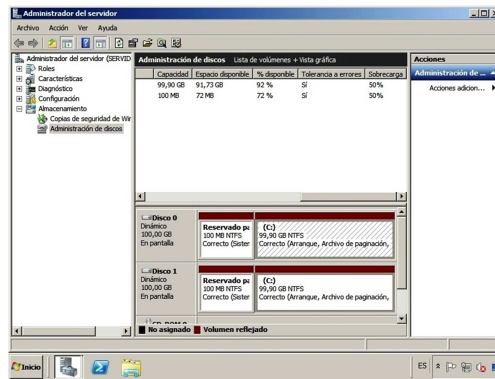 Administrador del servidor
Archivo Acción Ver Ayuda
Administrador del servidor (SERVID
Roles
Características
Diagnóstico
Configuración
Almacenamiento
Copias de seguridad de Wir
Administración de discos
Administración de discos Lista de volúmenes + Vista gráfica
Capacidad Espacio disponible % disponible Tolerancia a errores Sobrecarga
99,90 GB 91,73 GB 92 % Sí 50%
100 MB 72 MB 72 % Sí 50%
Disco 0
Dinámico
100,00 GB
En pantalla
Reservado pa
100 MB NTFS
Correcto (Sister
(C:)
99,90 GB NTFS
Correcto (Arranque, Archivo de paginación,
Disco 1
Dinámico
100,00 GB
En pantalla
Reservado pa
100 MB NTFS
Correcto (Sister
(C:)
99,90 GB NTFS
Correcto (Arranque, Archivo de paginación,
No asignado Volumen reflejado
Acciones
Administración de ...
Acciones adicion...
Inicio
ES